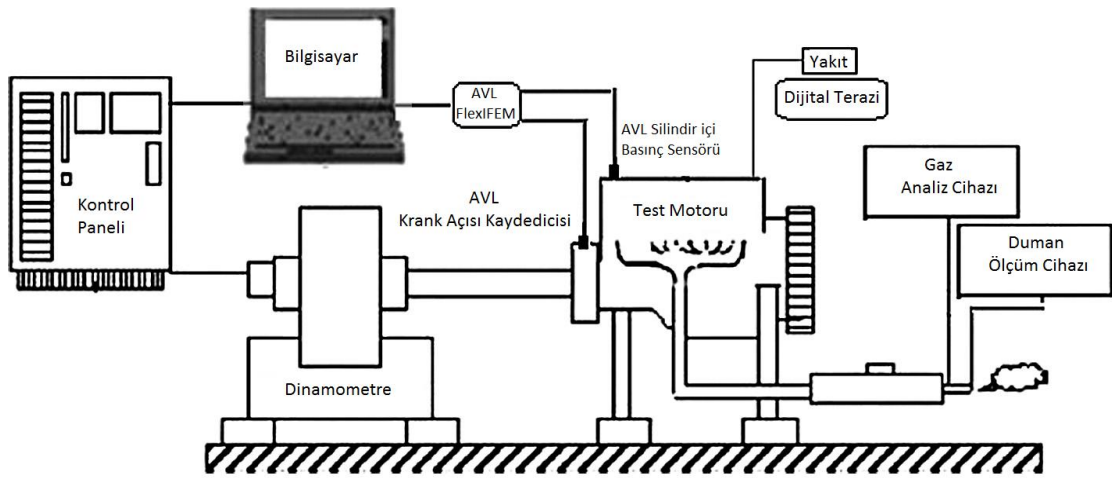 Bilgisayar
Yakıt
Dijital Terazi
AVL
FlexIFEM
AVL Silindir içi
Basınç Sensörü
Gaz
Analiz Cihazı
Kontrol
Paneli
AVL
Krank Açısı Kaydedicisi
Test Motoru
Duman
Ölçüm Cihazı
Dinamometre